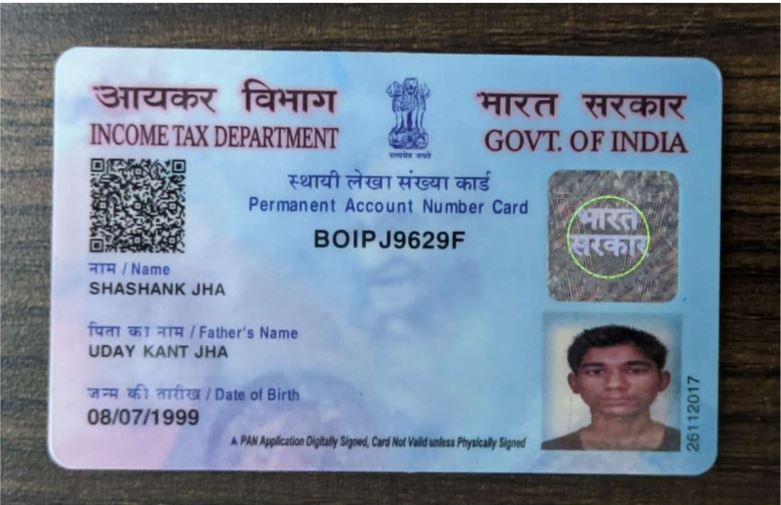 आयकर विभाग
INCOME TAX DEPARTMENT
सत्यमेव जयते
भारत सरकार
GOVT. OF INDIA
स्थायी लेखा संख्या कार्ड
Permanent Account Number Card
BOIPJ9629F
भारत
सरकार
नाम / Name
SHASHANK JHA
पिता का नाम / Father's Name
UDAY KANT JHA
जन्म की तारीख / Date of Birth
08/07/1999
26112017
▲ PAN Application Digitally Signed, Card Not Valid unless Physically Signed